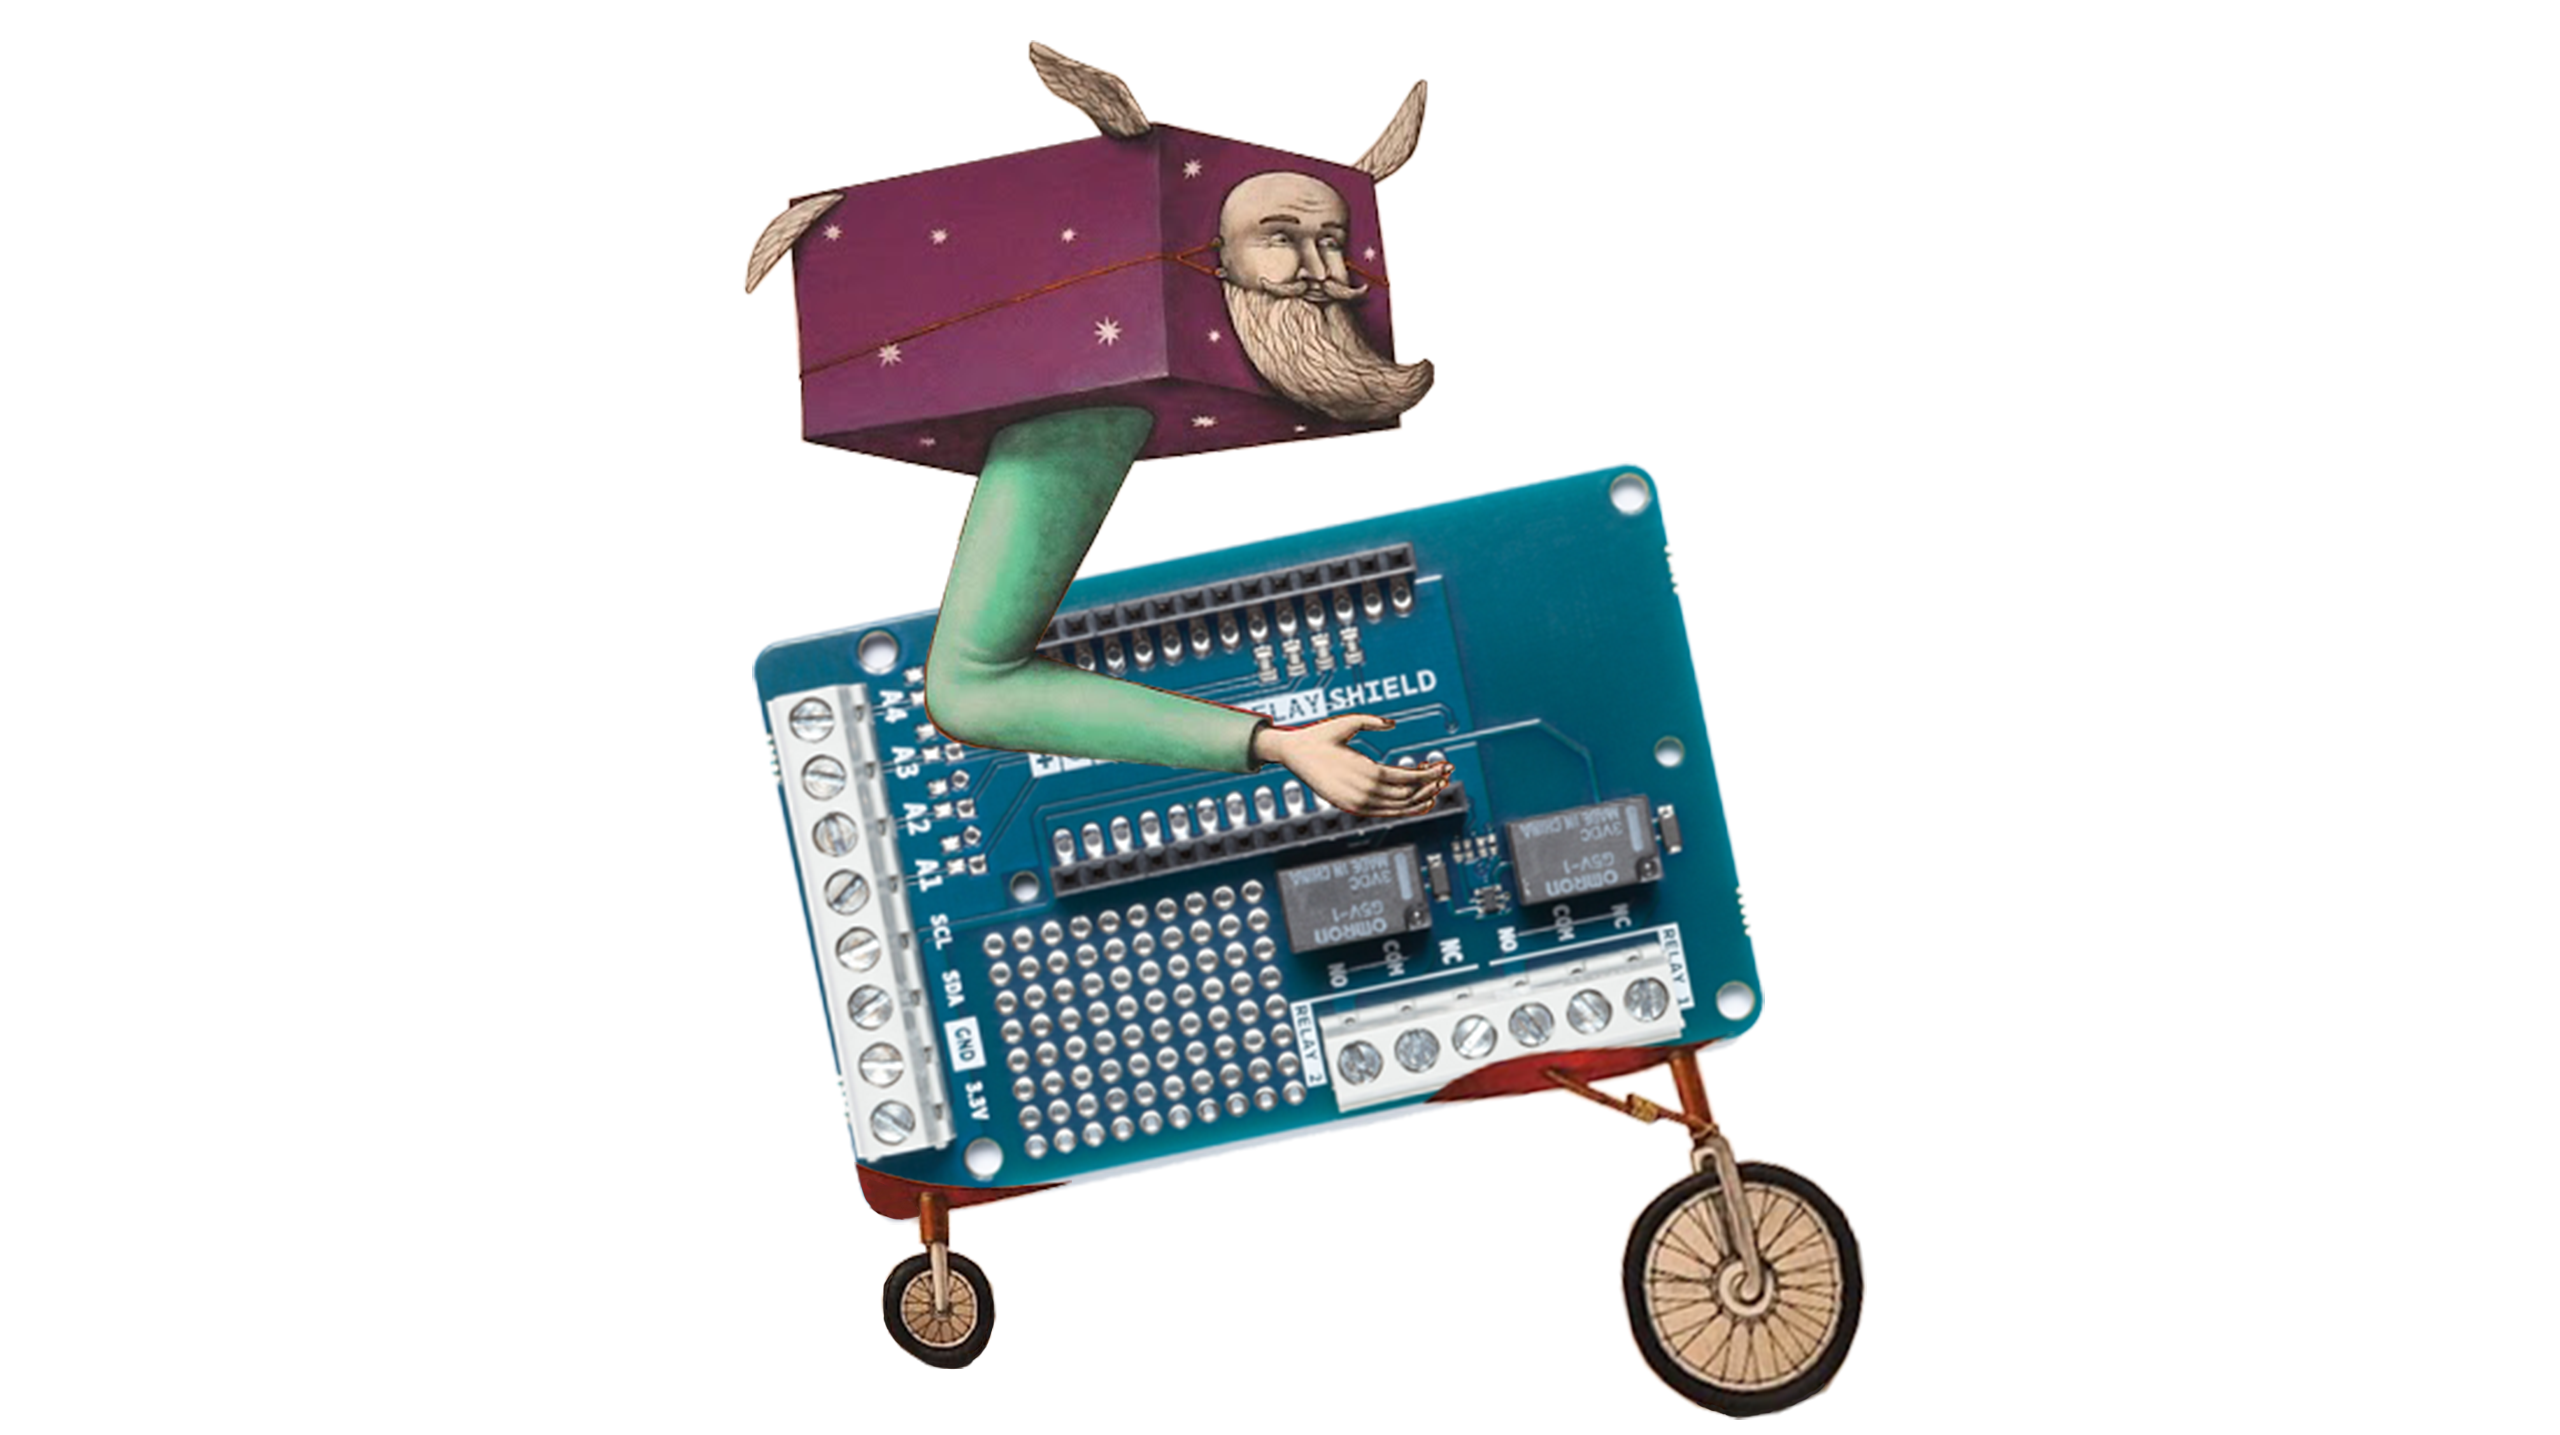 ELAY SHIELD
A4
A3
A2
A1
SCL
SDA
GND
3.3V
3VDC
MADE IN CHINA
G5V-1
OMRON
3VDC
MADE IN CHINA
G5V-1
OMRON
NO
COM
NC
NO
COM
NC
RELAY 2
RELAY 1